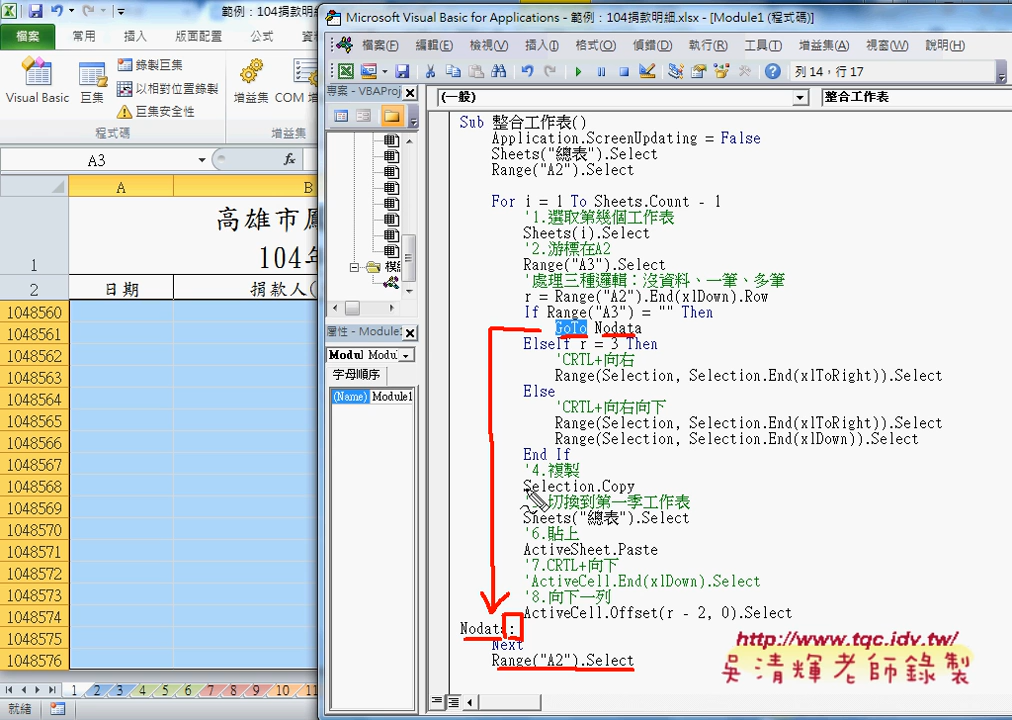 範例：104捐款明細
檔案 常用 插入 版面配置 公式
Visual Basic
巨集
錄製巨集
以相對位置錄製
巨集安全性
程式碼
增益集 COM
增益集
A3
fx
A B
1
高雄市鳳
104年
2 日期 捐款人(
1048560
1048561
1048562
1048563
1048564
1048565
1048566
1048567
1048568
1048569
1048570
1048571
1048572
1048573
1048574
1048575
1048576
1 2 3 4 5 6 7 8 9 10 11
就緒
Microsoft Visual Basic for Applications - 範例：104捐款明細.xlsx - [Module1 (程式碼)]
檔案(F) 編輯(E) 檢視(V) 插入(I) 格式(O) 偵錯(D) 執行(R) 工具(T) 增益集(A) 視窗(W) 說明(H)
列 14，行 17
專案 - VBAProj
屬性 - Module1
Modul Modu
字母順序
(Name) Module1
(一般) 整合工作表
Sub 整合工作表()
Application.ScreenUpdating = False
Sheets("總表").Select
Range("A2").Select
For i = 1 To Sheets.Count - 1
'1.選取第幾個工作表
Sheets(i).Select
'2.游標在A2
Range("A3").Select
'處理三種邏輯：沒資料、一筆、多筆
r = Range("A2").End(xlDown).Row
If Range("A3") = "" Then
GoTo Nodata
ElseIf r = 3 Then
'CRTL+向右
Range(Selection, Selection.End(xlToRight)).Select
Else
'CRTL+向右向下
Range(Selection, Selection.End(xlToRight)).Select
Range(Selection, Selection.End(xlDown)).Select
End If
'4.複製
Selection.Copy
切換到第一季工作表
Sheets("總表").Select
'6.貼上
ActiveSheet.Paste
'7.CRTL+向下
'ActiveCell.End(xlDown).Select
'8.向下一列
ActiveCell.Offset(r - 2, 0).Select
Nodata:
Next
Range("A2").Select
http://www.tqc.idv.tw/
吳清輝老師錄製